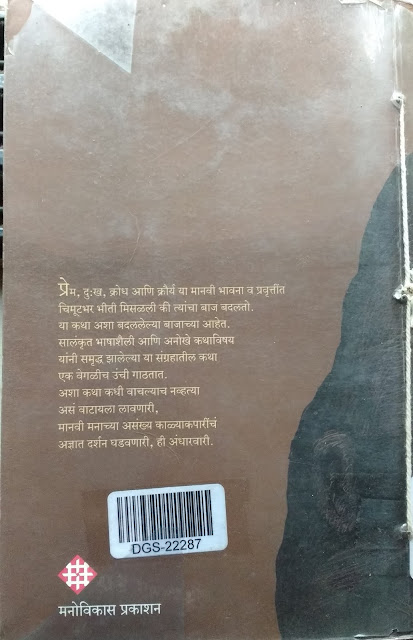 प्रेम, दुःख, क्रोध आणि क्रौर्य या मानवी भावना व प्रवृत्तींत
चिमूटभर भीती मिसळली की त्यांचा बाज बदलतो.
या कथा अशा बदललेल्या बाजाच्या आहेत.
सालंकृत भाषाशैली आणि अनोखे कथाविषय
यांनी समृद्ध झालेल्या या संग्रहातील कथा
एक वेगळीच उंची गाठतात.
अशा कथा कधी वाचल्याच नव्हत्या
असं वाटायला लावणारी,
मानवी मनाच्या असंख्य काळ्याकपारींचं
अज्ञात दर्शन घडवणारी, ही अंधारवारी.
DGS-22287
मनोविकास प्रकाशन